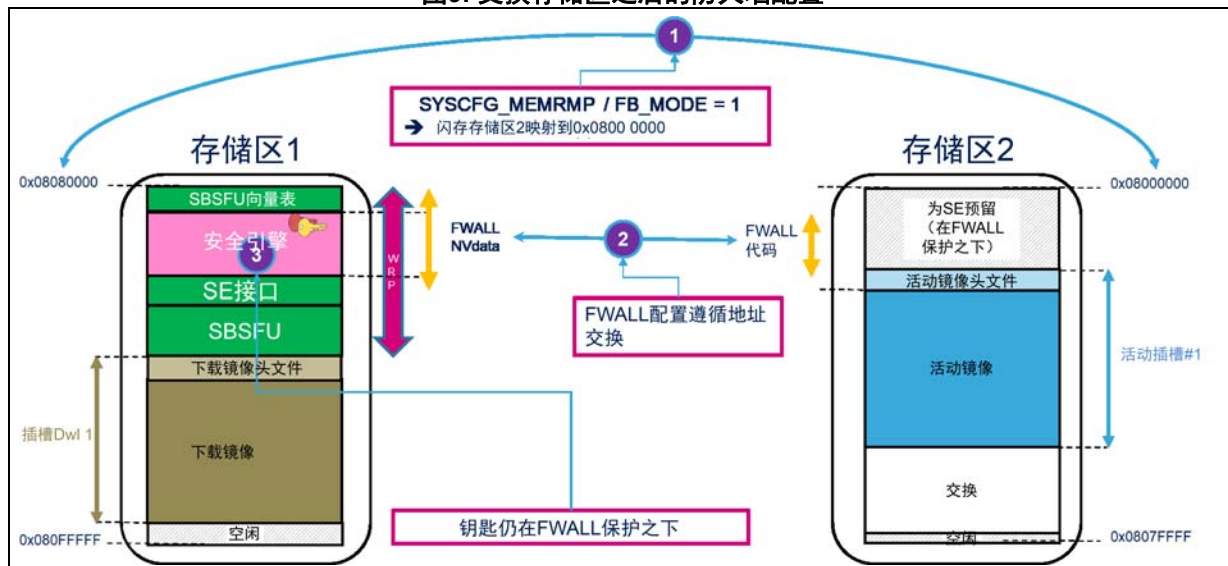 SYSCFG_MEMRMP / FB_MODE = 1
➔ 闪存存储区2映射到0x0800 0000
1
存储区1
存储区2
0x08080000
0x08000000
SBSFU向量表
安全引擎
3
SE接口
SBSFU
下载镜像头文件
下载镜像
空闲
0x080FFFFF
插槽Dwl 1
WRP
FWALL
NVdata
2
FWALL
代码
FWALL配置遵循地址
交换
钥匙仍在FWALL保护之下
为SE预留
(在FWALL
保护之下)
活动镜像头文件
活动镜像
活动插槽#1
交换
空闲
0x0807FFFF